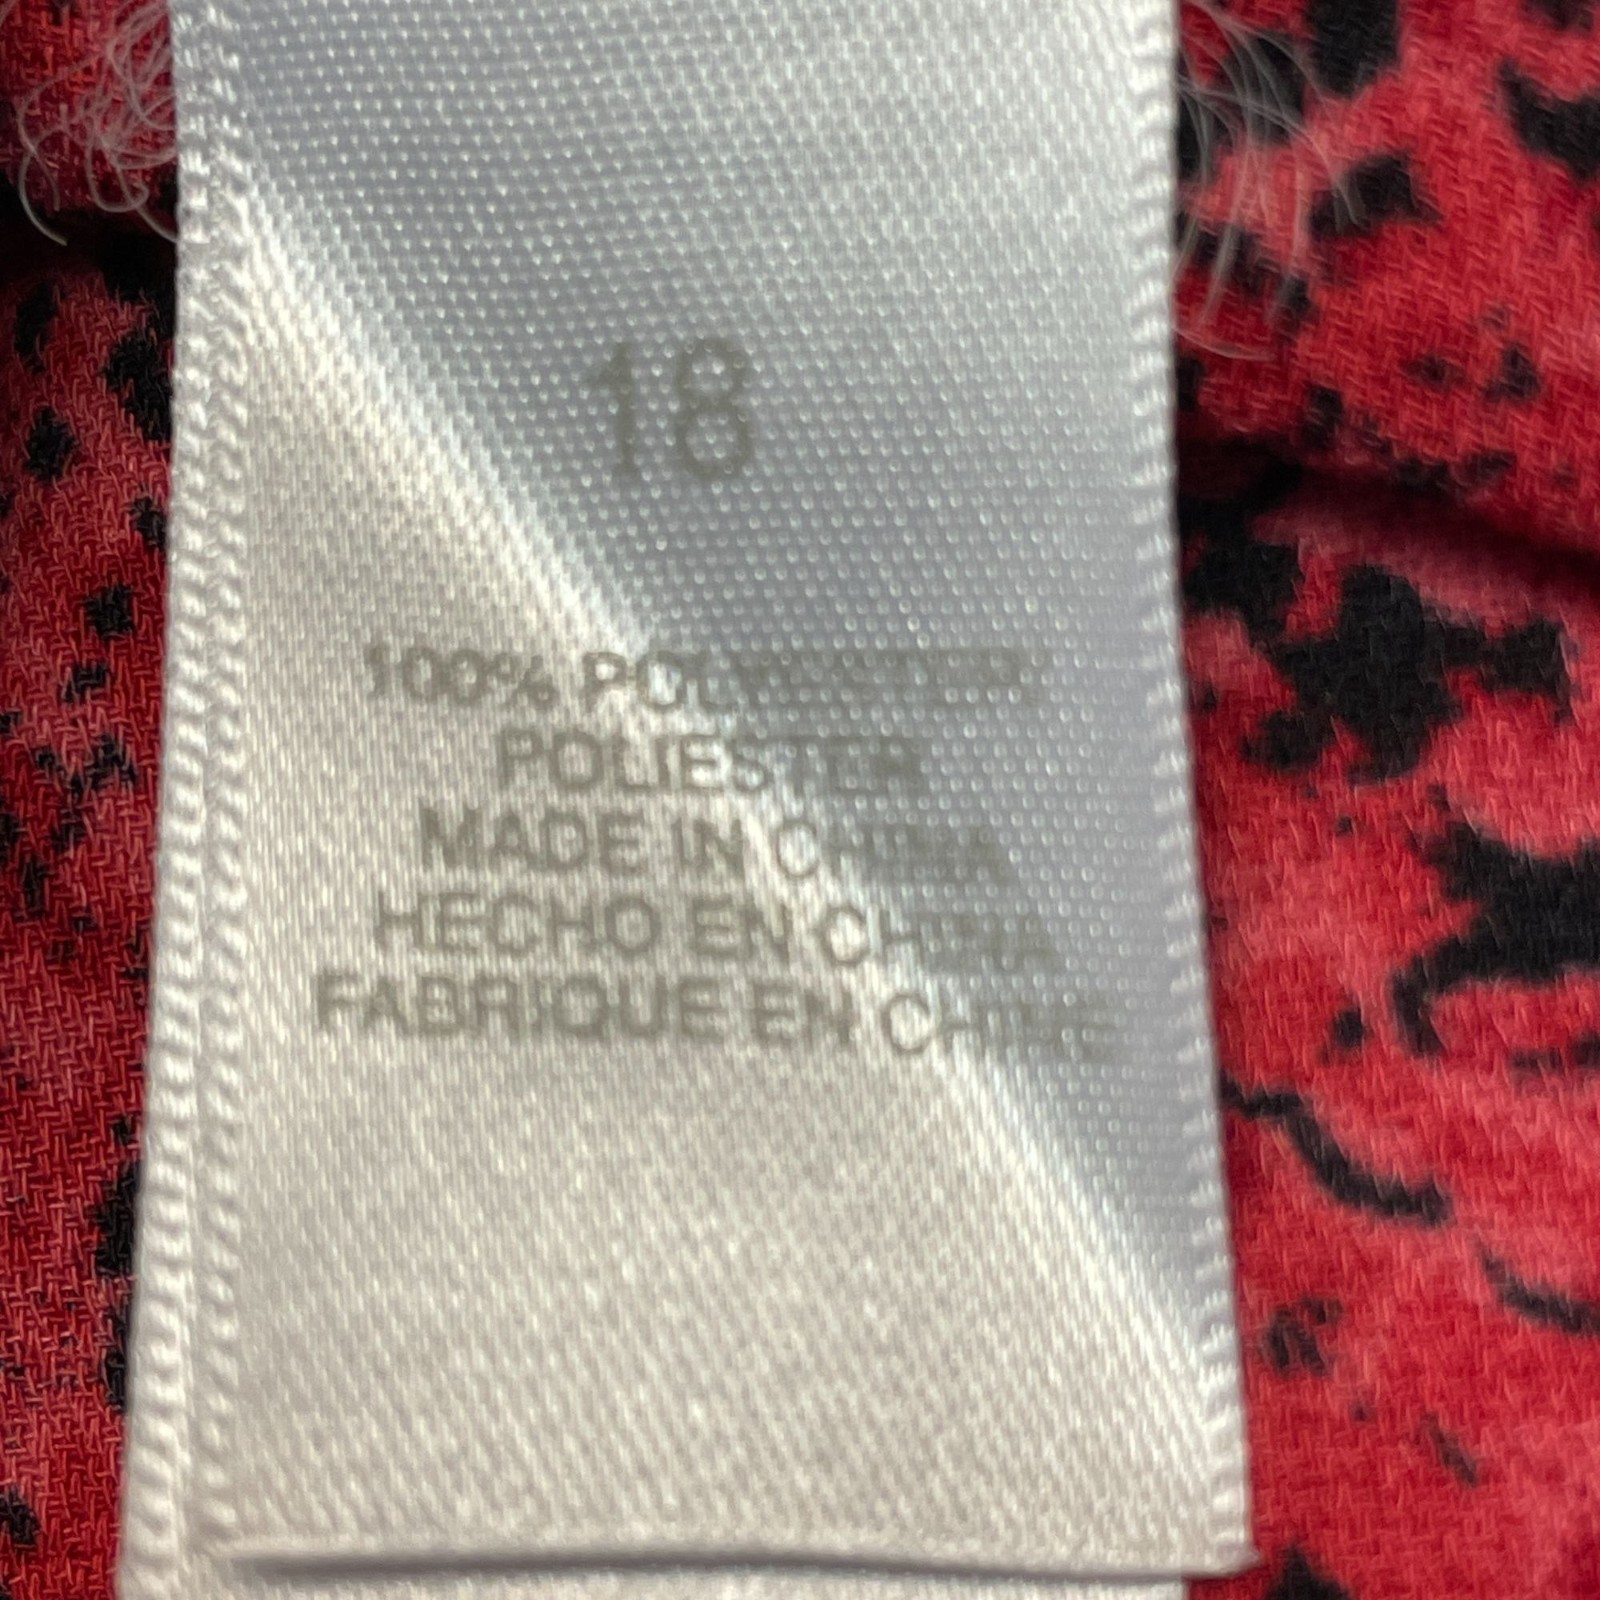 18
100% POLYESTER
POLIESTER
MADE IN CHINA
HECHO EN CHINA
FABRIQUE EN CHINE